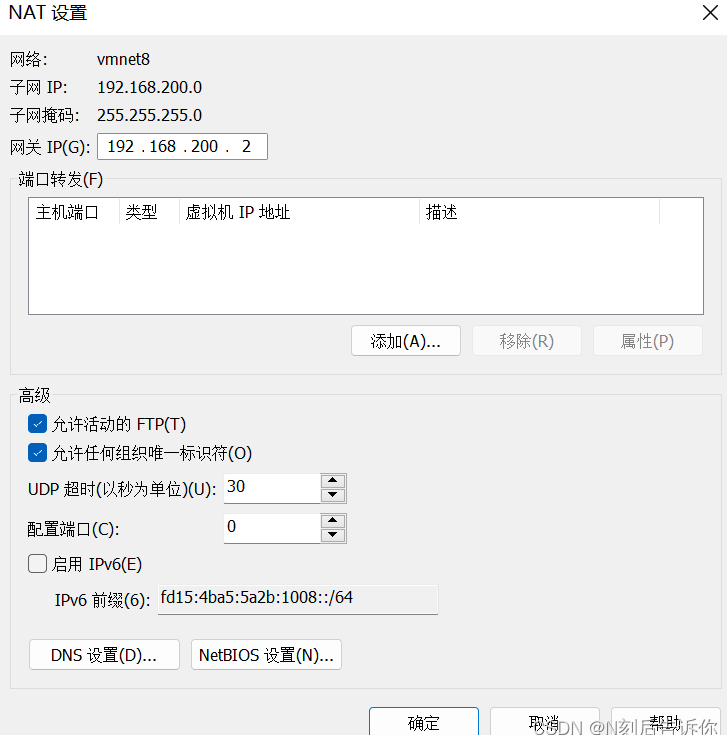 NAT 设置
网络: vmnet8
子网 IP: 192.168.200.0
子网掩码: 255.255.255.0
网关 IP(G): 192 . 168 . 200 . 2
端口转发(F)
主机端口 类型 虚拟机 IP 地址 描述
添加(A)... 移除(R) 属性(P)
高级
允许活动的 FTP(T)
允许任何组织唯一标识符(O)
UDP 超时(以秒为单位)(U): 30
配置端口(C): 0
启用 IPv6(E)
IPv6 前缀(6): fd15:4ba5:5a2b:1008::/64
DNS 设置(D)... NetBIOS 设置(N)...
确定 取消 帮助
CSDN @N刻后告诉你